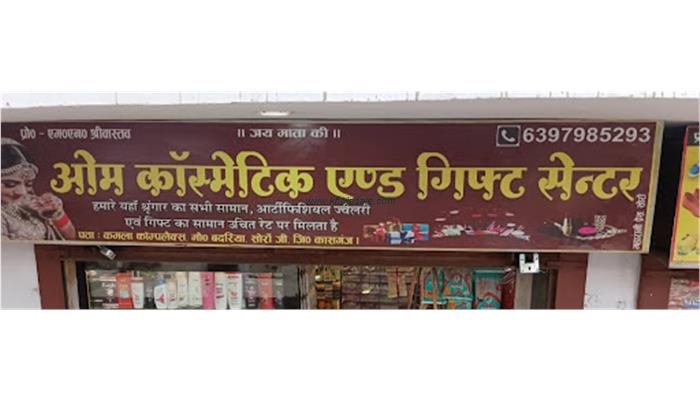 प्रो० - एम०एन० श्रीवास्तव
।। जय माता की ।।
6397985293
ओम कॉस्मेटिक एण्ड गिफ्ट सेन्टर
हमारे यहाँ श्रृंगार का सभी सामान, आर्टीफिशियल ज्वैलरी
एवं गिफ्ट का सामान उचित रेट पर मिलता है
पता : कमला कॉम्पलेक्स, मौ० बदरिया, सोरों जी, जि० कासगंज।